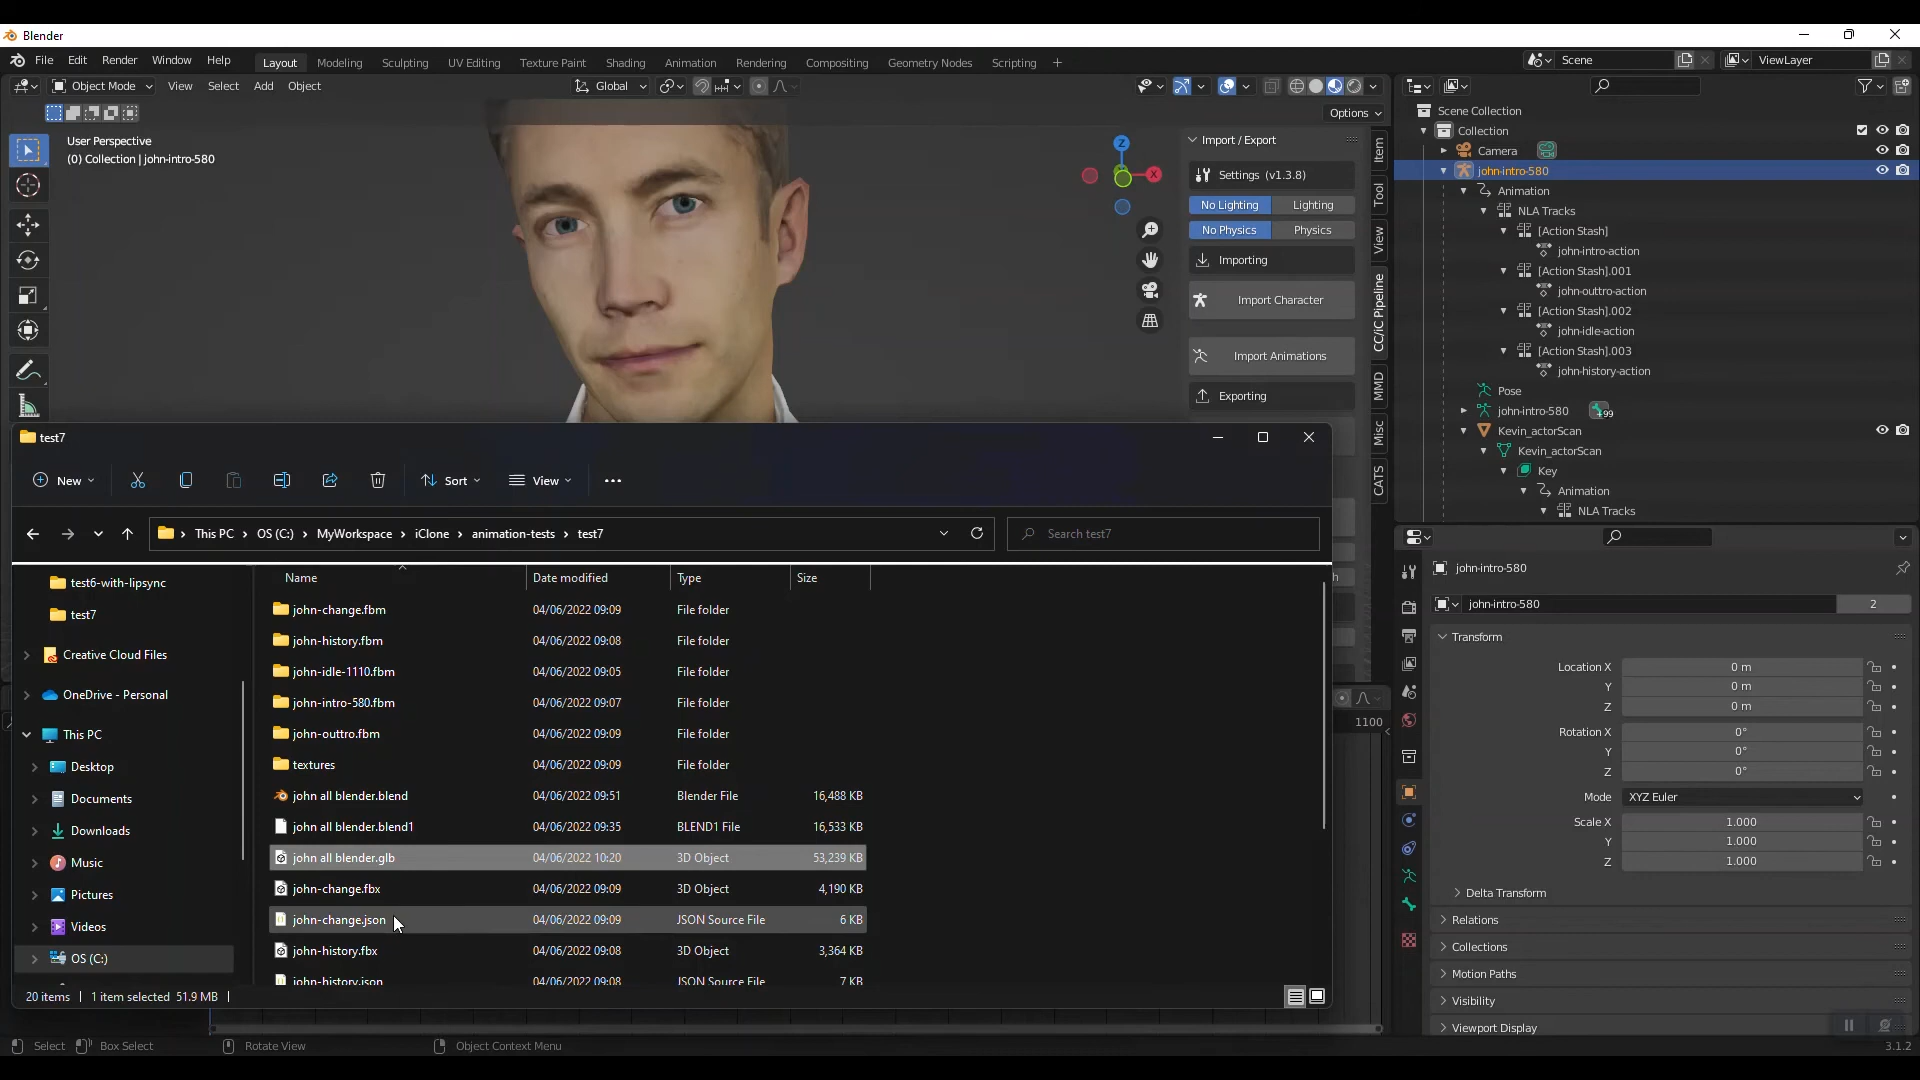 Blender
File Edit Render Window Help Layout Modeling Sculpting UV Editing Texture Paint Shading Animation Rendering Compositing Geometry Nodes Scripting + Scene ViewLayer
Object Mode View Select Add Object Global
Options
User Perspective
(0) Collection | john-intro-580
Z
X
Import / Export
Settings (v1.3.8)
No Lighting Lighting
No Physics Physics
Importing
Import Character
Import Animations
Exporting
Item
Tool
View
CC/iC Pipeline
MMD
Misc
CATS
Scene Collection
Collection
Camera
john-intro-580
Animation
NLA Tracks
[Action Stash]
john-intro-action
[Action Stash].001
john-outtro-action
[Action Stash].002
john-idle-action
[Action Stash].003
john-history-action
Pose
john-intro-580 +99
Kevin_actorScan
Kevin_actorScan
Key
Animation
NLA Tracks
john-intro-580
john-intro-580 2
Transform
Location X 0 m
Y 0 m
Z 0 m
Rotation X 0°
Y 0°
Z 0°
Mode XYZ Euler
Scale X 1.000
Y 1.000
Z 1.000
Delta Transform
Relations
Collections
Motion Paths
Visibility
Viewport Display
1100
test7
New Sort View
This PC OS (C:) MyWorkspace iClone animation-tests test7 Search test7
test6-with-lipsync
test7
Creative Cloud Files
OneDrive - Personal
This PC
Desktop
Documents
Downloads
Music
Pictures
Videos
OS (C:)
Name Date modified Type Size
john-change.fbm 04/06/2022 09:09 File folder
john-history.fbm 04/06/2022 09:08 File folder
john-idle-1110.fbm 04/06/2022 09:05 File folder
john-intro-580.fbm 04/06/2022 09:07 File folder
john-outtro.fbm 04/06/2022 09:09 File folder
textures 04/06/2022 09:09 File folder
john all blender.blend 04/06/2022 09:51 Blender File 16,488 KB
john all blender.blend1 04/06/2022 09:35 BLEND1 File 16,533 KB
john all blender.glb 04/06/2022 10:20 3D Object 53,239 KB
john-change.fbx 04/06/2022 09:09 3D Object 4,190 KB
john-change.json 04/06/2022 09:09 JSON Source File 6 KB
john-history.fbx 04/06/2022 09:08 3D Object 3,364 KB
john-history.json 04/06/2022 09:08 JSON Source File 7 KB
20 items 1 item selected 51.9 MB
Select Box Select Rotate View Object Context Menu 3.1.2